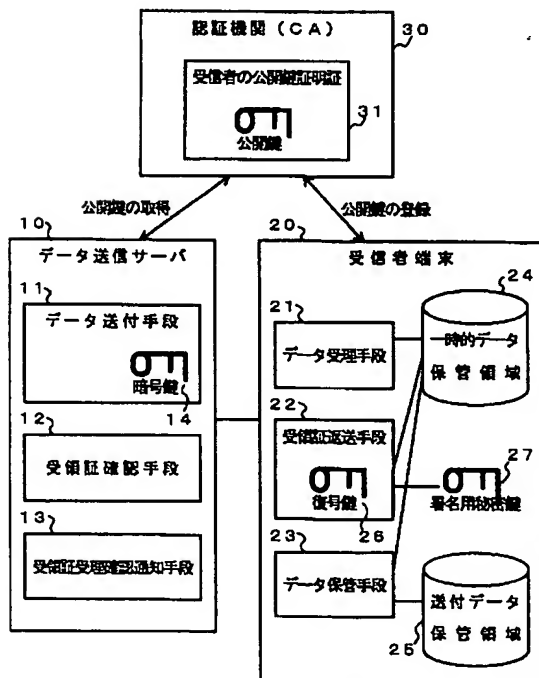 認証機関（ＣＡ）
30
受信者の公開鍵証明証
31
公開鍵
公開鍵の取得
公開鍵の登録
10
データ送信サーバ
11
データ送付手段
暗号鍵
14
12
受領証確認手段
13
受領証受理確認通知手段
20
受信者端末
21
データ受理手段
24
一時的データ
保管領域
22
受領証返送手段
復号鍵
26
27
署名用秘密鍵
23
データ保管手段
送付データ
保管領域
25